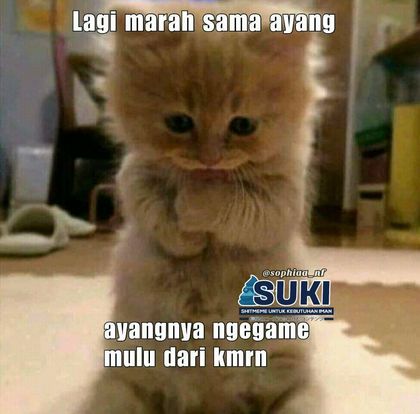 Lagi marah sama ayang
@sophiaa_nf
SUKI
SHITMEME UNTUK KEBUTUHAN IMAN
ayangnya ngegame
mulu dari kmrn